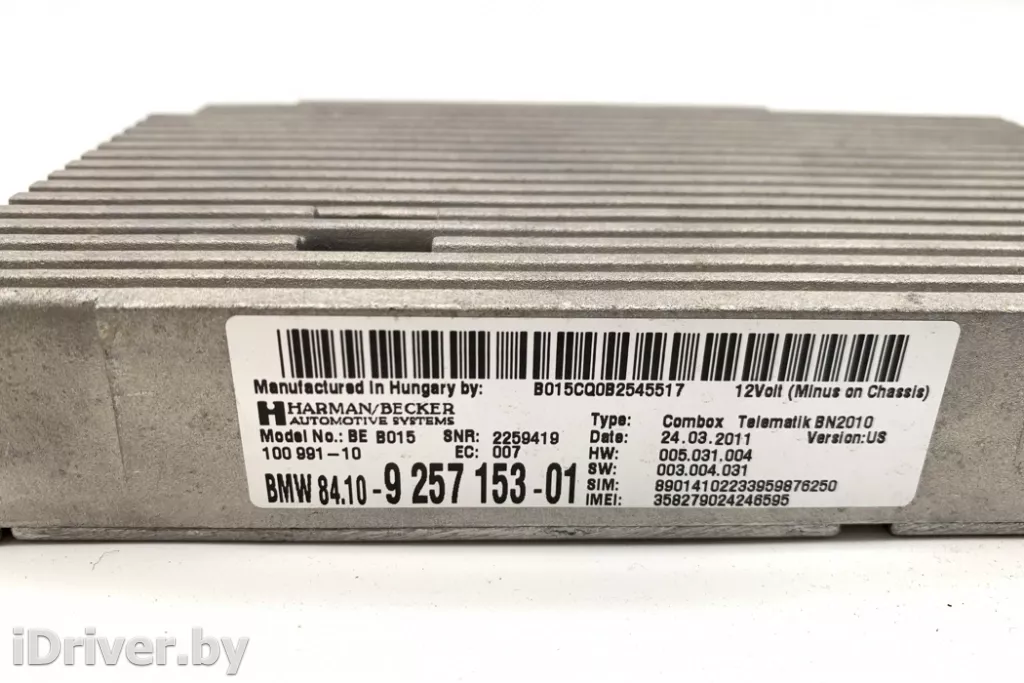 Manufactured in Hungary by: B015CQ0B2545517 12Volt (Minus on Chassis)
HARMAN/BECKER
AUTOMOTIVE SYSTEMS
Model No.: BE B015 SNR: 2259419
100 991-10 EC: 007
BMW 84.10-9 257 153-01
Type: Combox Telematik BN2010
Date: 24.03.2011 Version:US
HW: 005.031.004
SW: 003.004.031
SIM: 89014102233959876250
IMEI: 358279024246595
iDriver.by